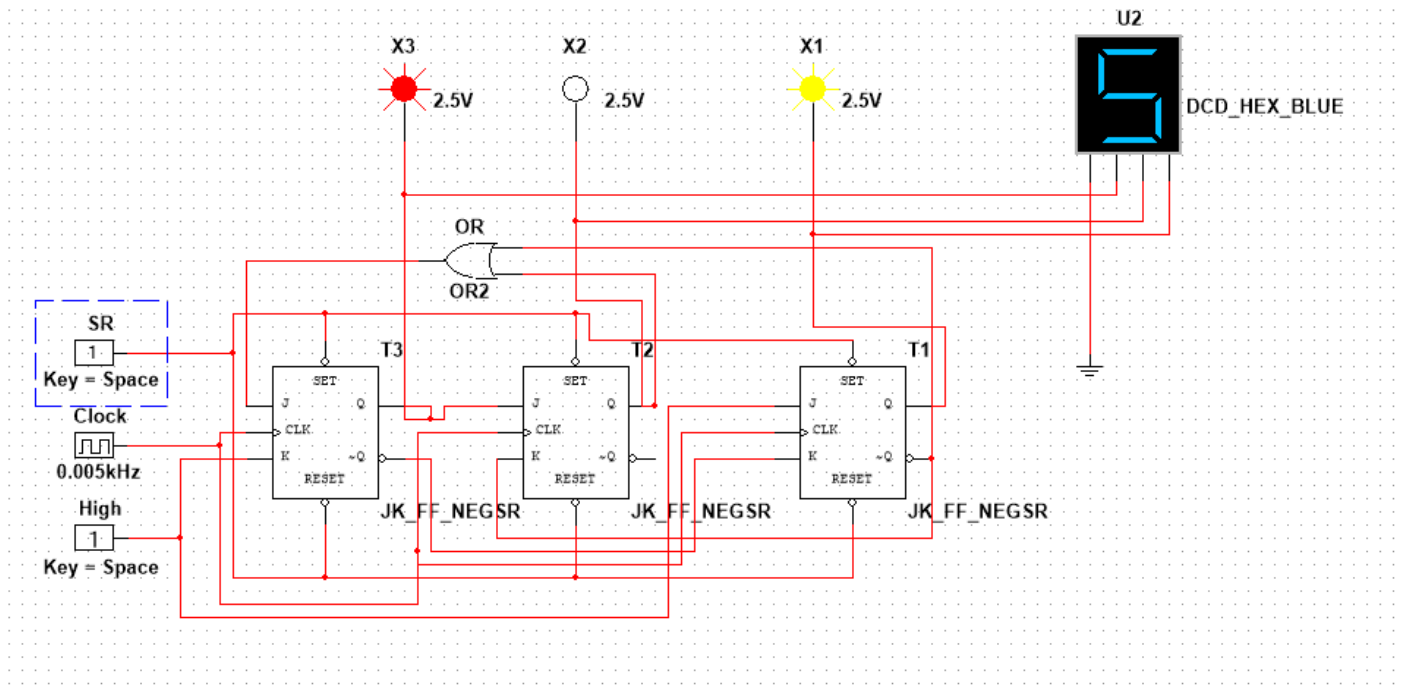 U2
X3
X2
X1
2.5V
2.5V
2.5V
5
DCD_HEX_BLUE
OR
OR2
SR
1
Key = Space
Clock
0.005kHz
High
1
Key = Space
T3
SET
J
Q
CLK
K
~Q
RESET
JK_FF_NEGSR
T2
SET
J
Q
CLK
K
~Q
RESET
JK_FF_NEGSR
T1
SET
J
Q
CLK
K
~Q
RESET
JK_FF_NEGSR